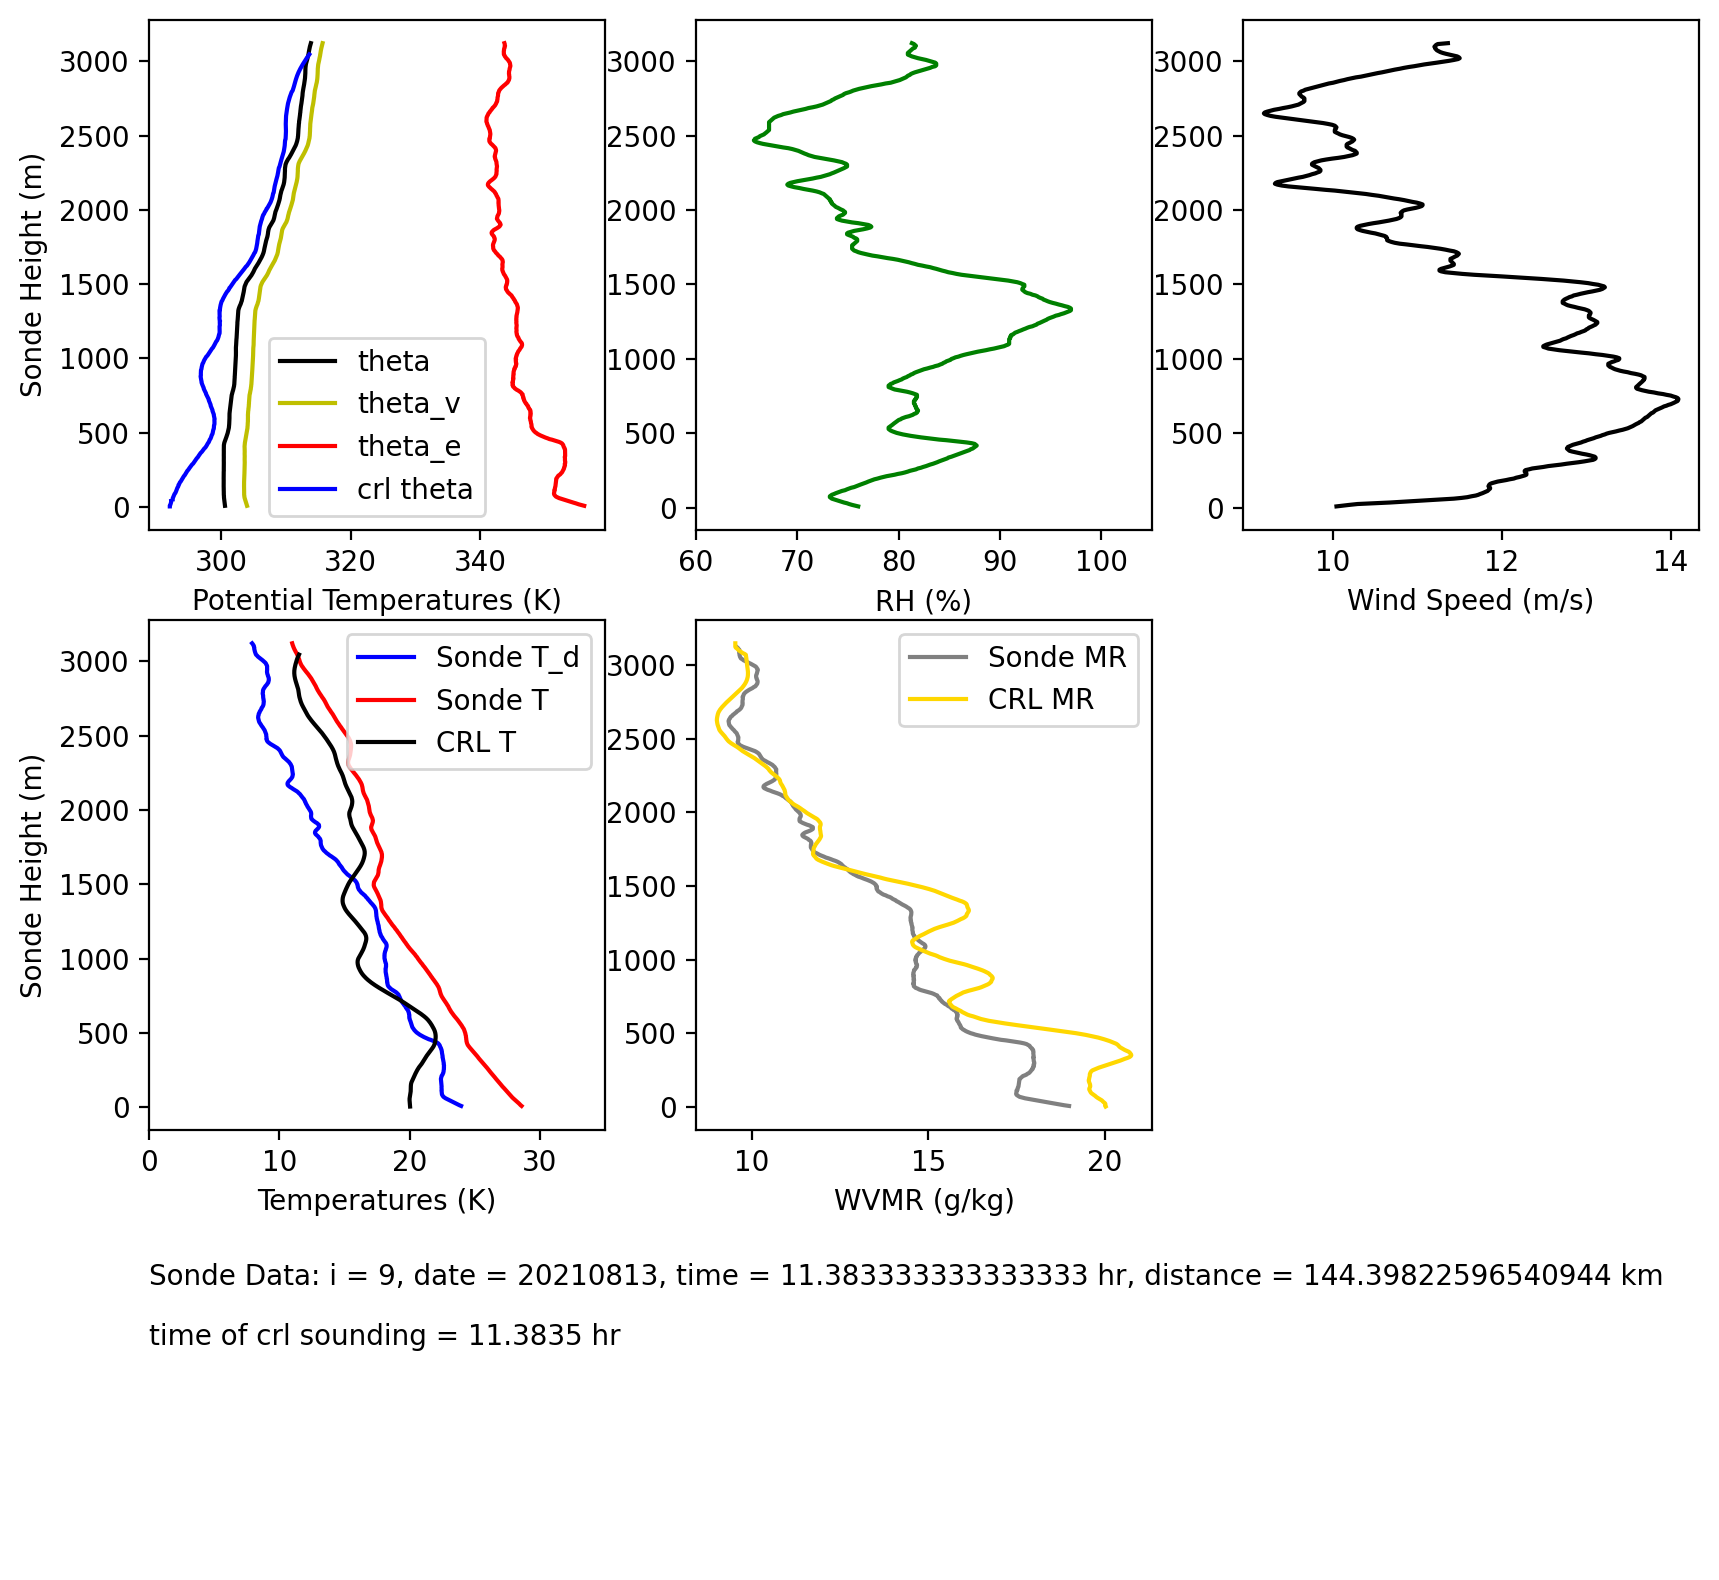 3000
2500
2000
1500
1000
500
0
Sonde Height (m)
theta
theta_v
theta_e
crl theta
300 320 340
Potential Temperatures (K)
3000
2500
2000
1500
1000
500
0
60 70 80 90 100
RH (%)
3000
2500
2000
1500
1000
500
0
10 12 14
Wind Speed (m/s)
3000
2500
2000
1500
1000
500
0
Sonde Height (m)
Sonde T_d
Sonde T
CRL T
0 10 20 30
Temperatures (K)
3000
2500
2000
1500
1000
500
0
Sonde MR
CRL MR
10 15 20
WVMR (g/kg)
Sonde Data: i = 9, date = 20210813, time = 11.383333333333333 hr, distance = 144.39822596540944 km
time of crl sounding = 11.3835 hr